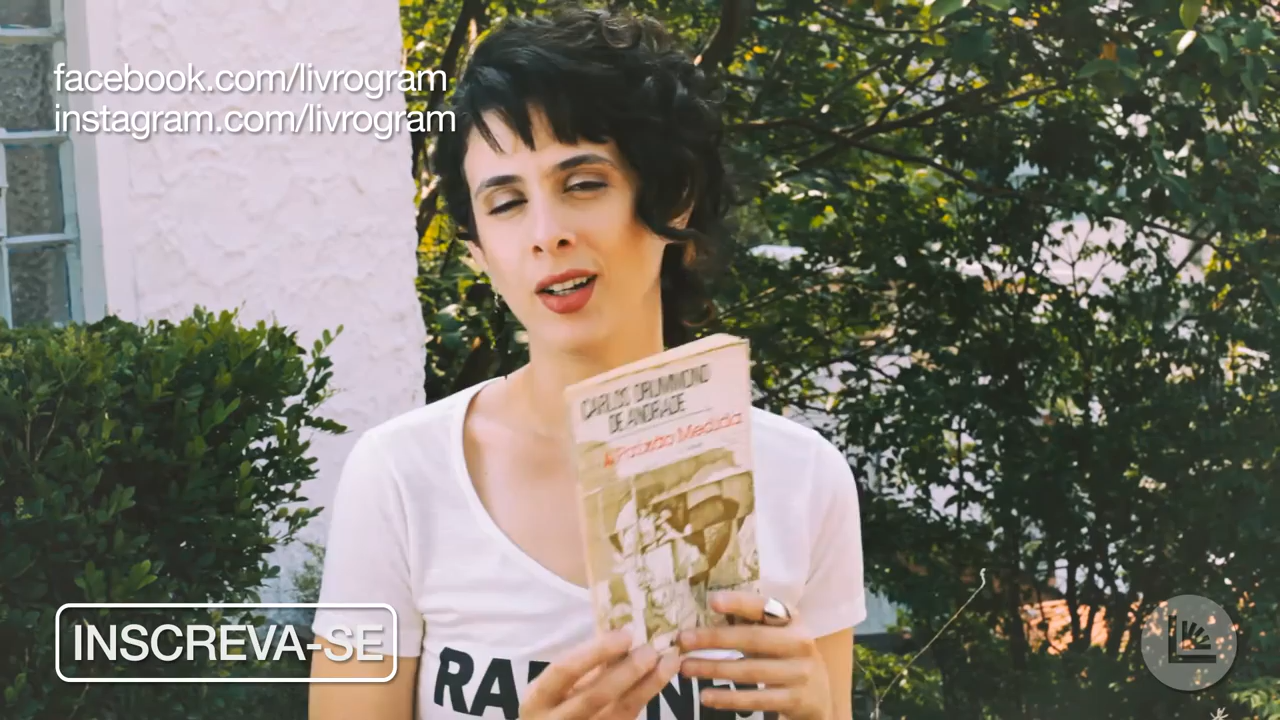 facebook.com/livrogram
instagram.com/livrogram
CARLOS DRUMMOND
DE ANDRADE
A Paixão Medida
INSCREVA-SE